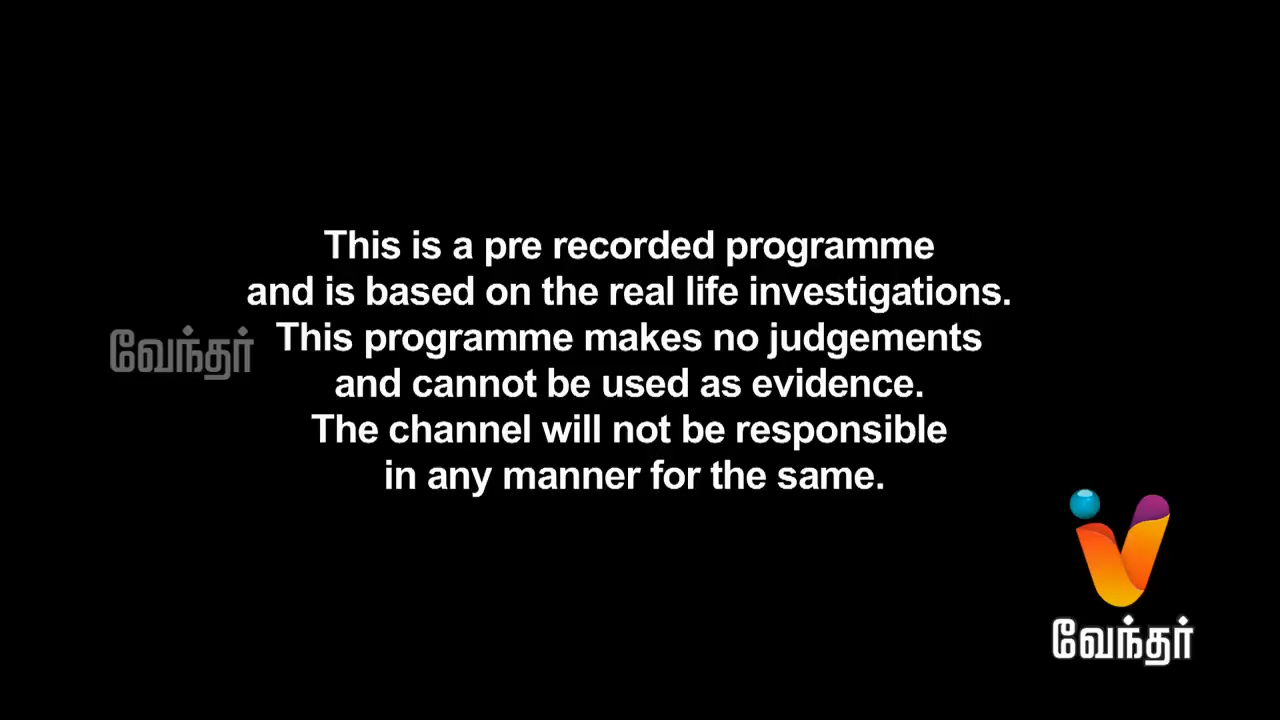 This is a pre recorded programme
and is based on the real life investigations.
வேந்தர்
This programme makes no judgements
and cannot be used as evidence.
The channel will not be responsible
in any manner for the same.
வேந்தர்